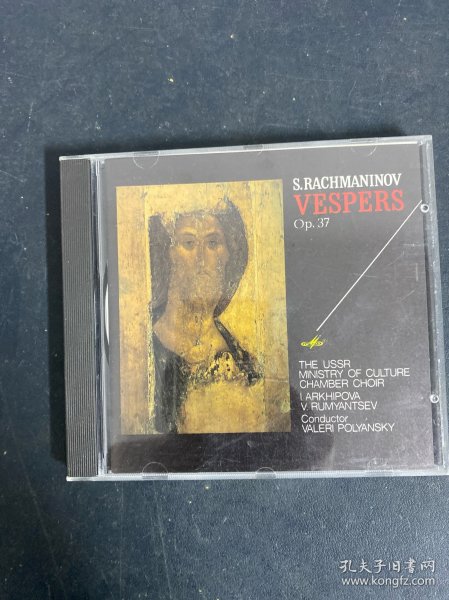 S.RACHMANINOV
VESPERS
Op. 37
THE USSR
MINISTRY OF CULTURE
CHAMBER CHOIR
I.ARKHIPOVA
V. RUMYANTSEV
Conductor
VALERI POLYANSKY
孔夫子旧书网
www.kongfz.com